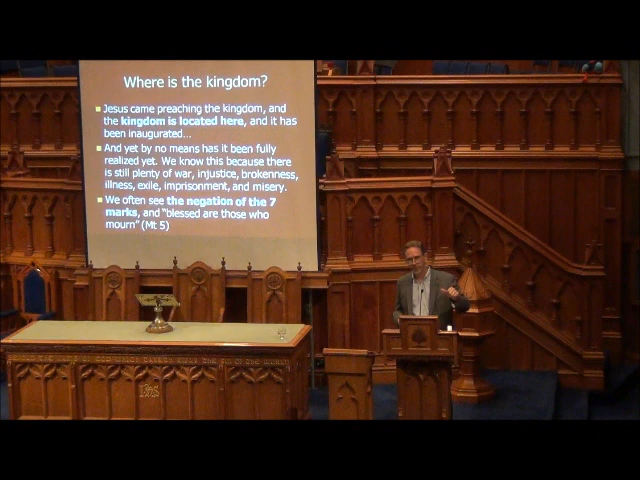 Where is the kingdom?
Jesus came preaching the kingdom, and
the kingdom is located here, and it has
been inaugurated...
And yet by no means has it been fully
realized yet. We know this because there
is still plenty of war, injustice, brokenness,
illness, exile, imprisonment, and misery.
We often see the negation of the 7
marks, and "blessed are those who
mourn" (Mt 5)
IHS